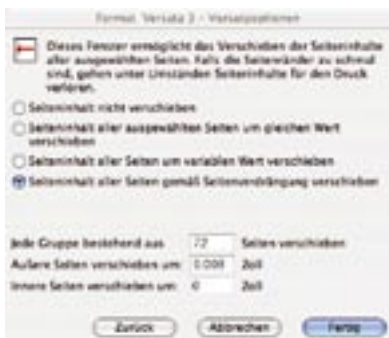 Format: Versatz 3 - Versatzoptionen
Dieses Fenster ermöglicht das Verschieben der Seiteninhalte
aller ausgewählten Seiten. Falls die Seitenränder zu schmal
sind, gehen unter Umständen Seiteninhalte für den Druck
verloren.
Seiteninhalt nicht verschieben
Seiteninhalt aller ausgewählten Seiten um gleichen Wert
verschieben
Seiteninhalt aller Seiten um variablen Wert verschieben
Seiteninhalt aller Seiten gemäß Seitenverdrängung verschieben
Jede Gruppe bestehend aus 72 Seiten verschieben
Äußere Seiten verschieben um: 0.008 Zoll
Innere Seiten verschieben um: 0 Zoll
Zurück Abbrechen Fertig